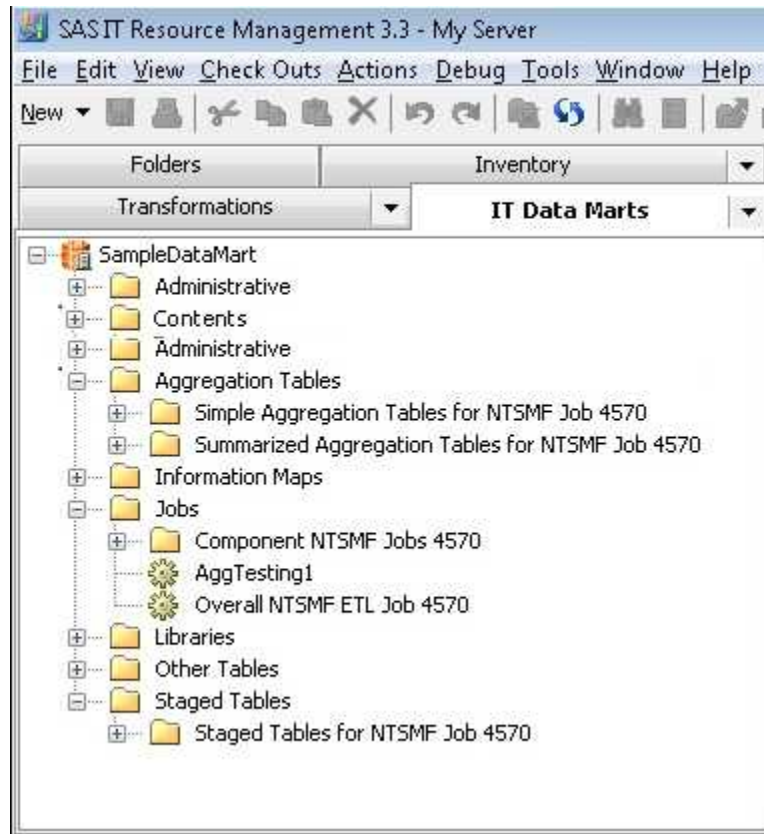 SAS IT Resource Management 3.3 - My Server
File Edit View Check Outs Actions Debug Tools Window Help
New
Folders Inventory
Transformations IT Data Marts
SampleDataMart
Administrative
Contents
Administrative
Aggregation Tables
Simple Aggregation Tables for NTSMF Job 4570
Summarized Aggregation Tables for NTSMF Job 4570
Information Maps
Jobs
Component NTSMF Jobs 4570
AggTesting1
Overall NTSMF ETL Job 4570
Libraries
Other Tables
Staged Tables
Staged Tables for NTSMF Job 4570